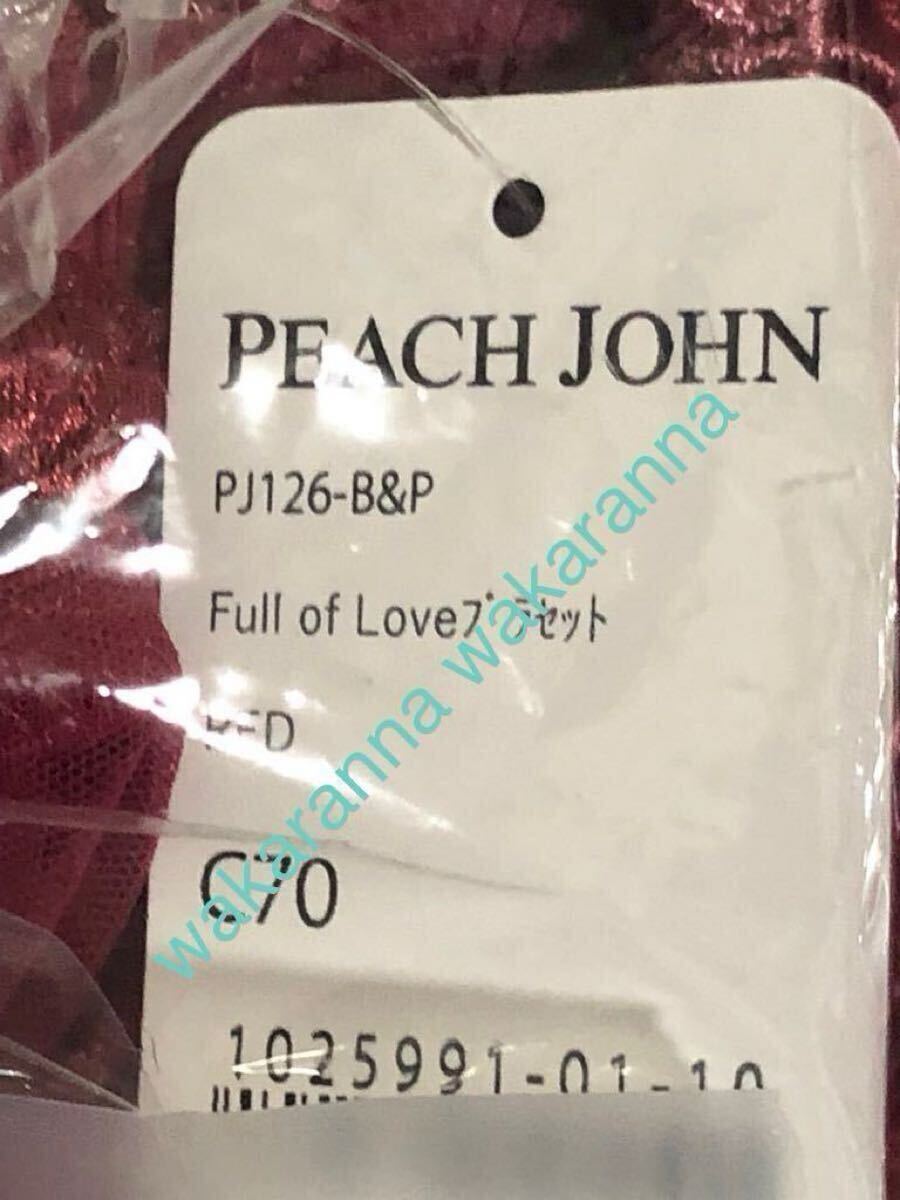 PEACH JOHN
PJ126-B&P
Full of Loveﾌﾞﾗｾｯﾄ
RED
C70
1025991-01-10
wakaranna wakaranna